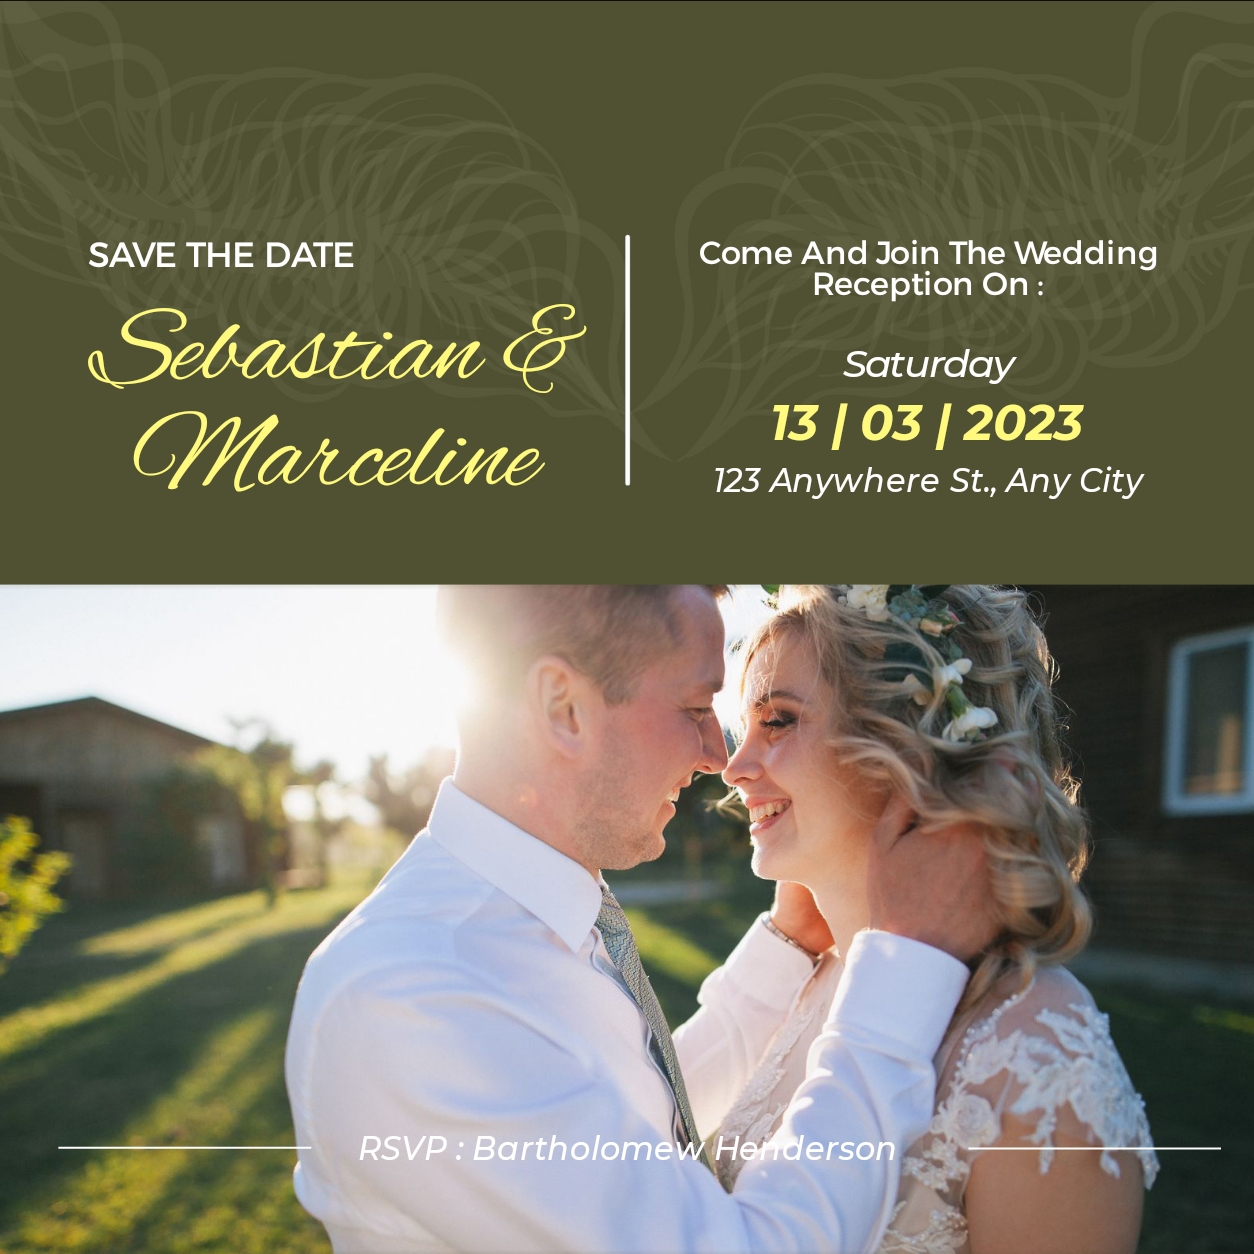 SAVE THE DATE
Sebastian &
Marceline
Come And Join The Wedding
Reception On :
Saturday
13 | 03 | 2023
123 Anywhere St., Any City
RSVP : Bartholomew Henderson